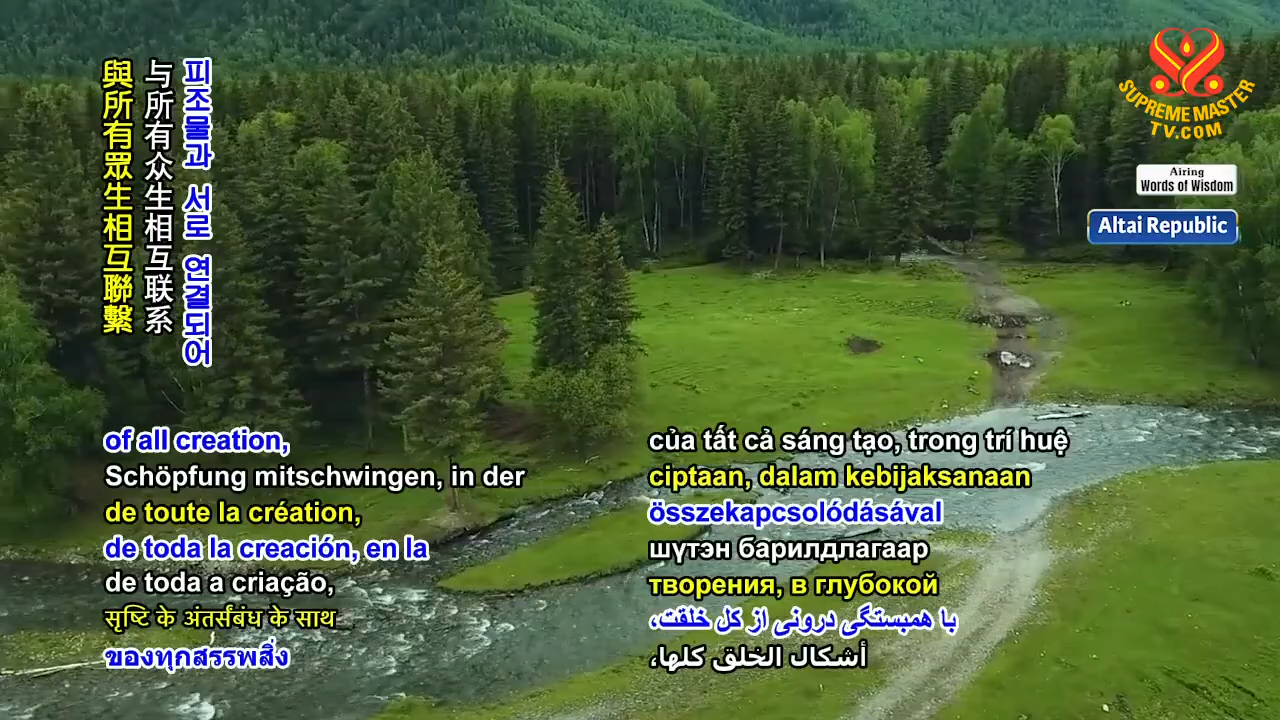 與所有眾生相互聯繫
与所有众生相互联系
피조물과 서로 연결되어
SUPREME MASTER
TV.COM
Airing
Words of Wisdom
Altai Republic
of all creation,
Schöpfung mitschwingen, in der
de toute la création,
de toda la creación, en la
de toda a criação,
सृष्टि के अंतर्संबंध के साथ
ของทุกสรรพสิ่ง
của tất cả sáng tạo, trong trí huệ
ciptaan, dalam kebijaksanaan
összekapcsolódásával
шүтэн барилдлагаар
творения, в глубокой
با همبستگی درونی از کل خلقت،
أشكال الخلق كلها،